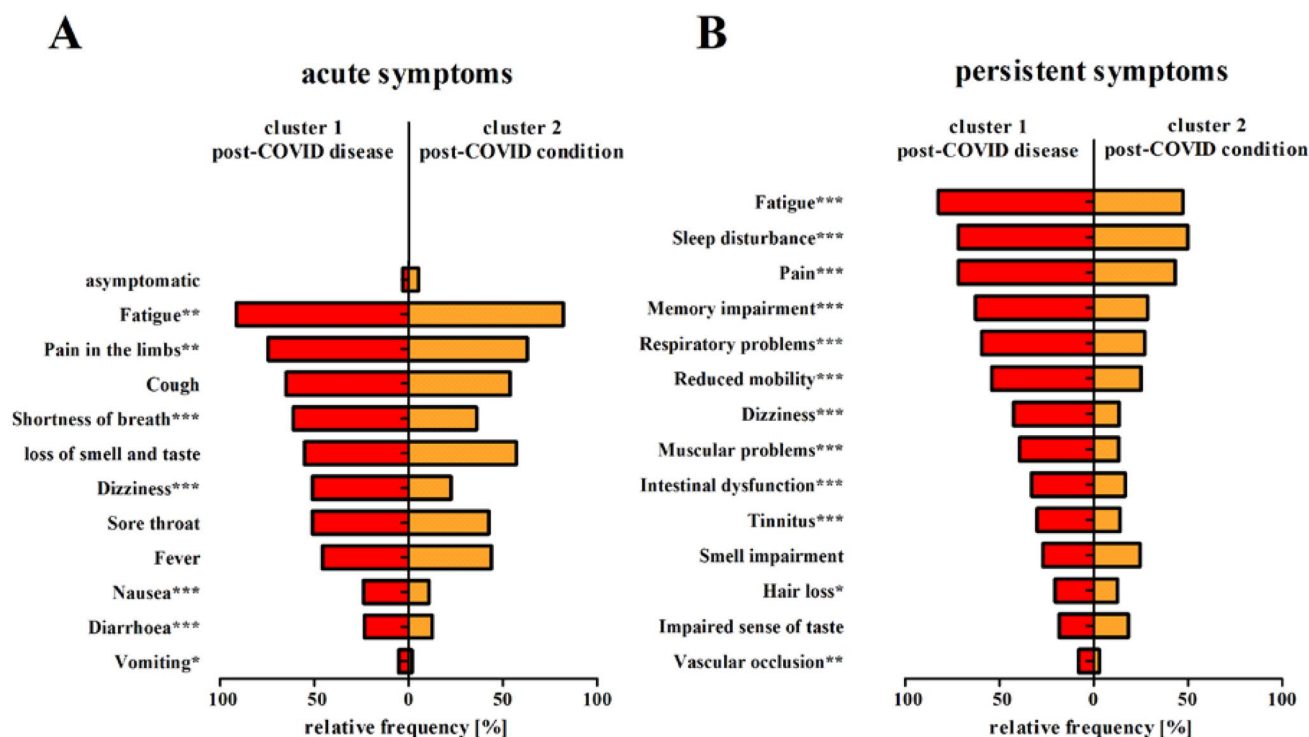 A
acute symptoms
cluster 1
post-COVID disease
cluster 2
post-COVID condition
asymptomatic
Fatigue**
Pain in the limbs**
Cough
Shortness of breath***
loss of smell and taste
Dizziness***
Sore throat
Fever
Nausea***
Diarrhoea***
Vomiting*
100 50 0 50 100
relative frequency [%]
B
persistent symptoms
cluster 1
post-COVID disease
cluster 2
post-COVID condition
Fatigue***
Sleep disturbance***
Pain***
Memory impairment***
Respiratory problems***
Reduced mobility***
Dizziness***
Muscular problems***
Intestinal dysfunction***
Tinnitus***
Smell impairment
Hair loss*
Impaired sense of taste
Vascular occlusion**
100 50 0 50 100
relative frequency [%]